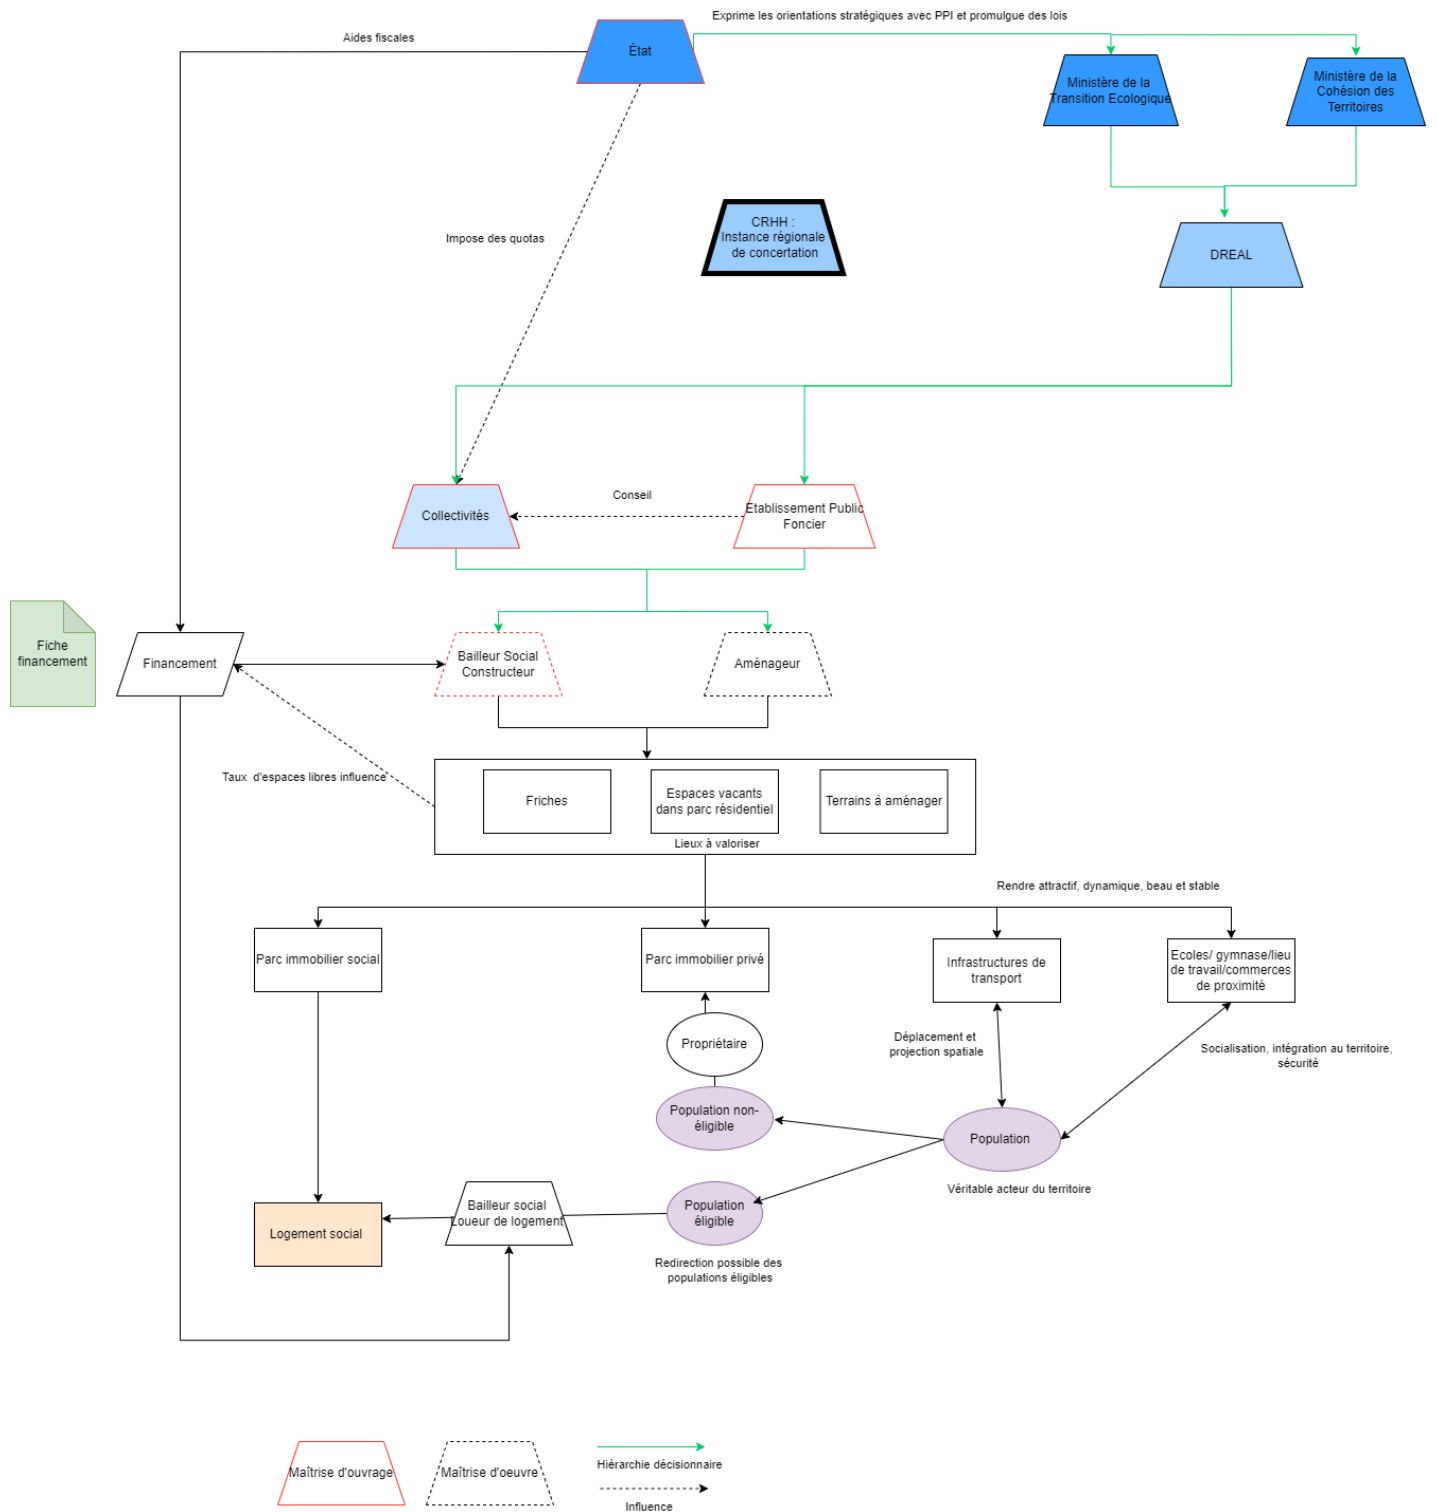 Exprime les orientations stratégiques avec PPI et promulgue des lois
Aides fiscales
État
Ministère de la
Transition Ecologique
Ministère de la
Cohésion des
Territoires
CRHH :
Instance régionale
de concertation
Impose des quotas
DREAL
Collectivités
Conseil
Etablissement Public
Foncier
Fiche
financement
Financement
Bailleur Social
Constructeur
Aménageur
Taux  d'espaces libres influence
Friches
Espaces vacants
dans parc résidentiel
Terrains à aménager
Lieux à valoriser
Rendre attractif, dynamique, beau et stable
Parc immobilier social
Parc immobilier privé
Infrastructures de
transport
Ecoles/ gymnase/lieu
de travail/commerces
de proximité
Propriétaire
Déplacement et
projection spatiale
Socialisation, intégration au territoire,
sécurité
Population non-
éligible
Population
Véritable acteur du territoire
Logement social
Bailleur social
Loueur de logement
Population
éligible
Redirection possible des
populations éligibles
Maîtrise d'ouvrage
Maîtrise d'oeuvre
Hiérarchie décisionnaire
Influence